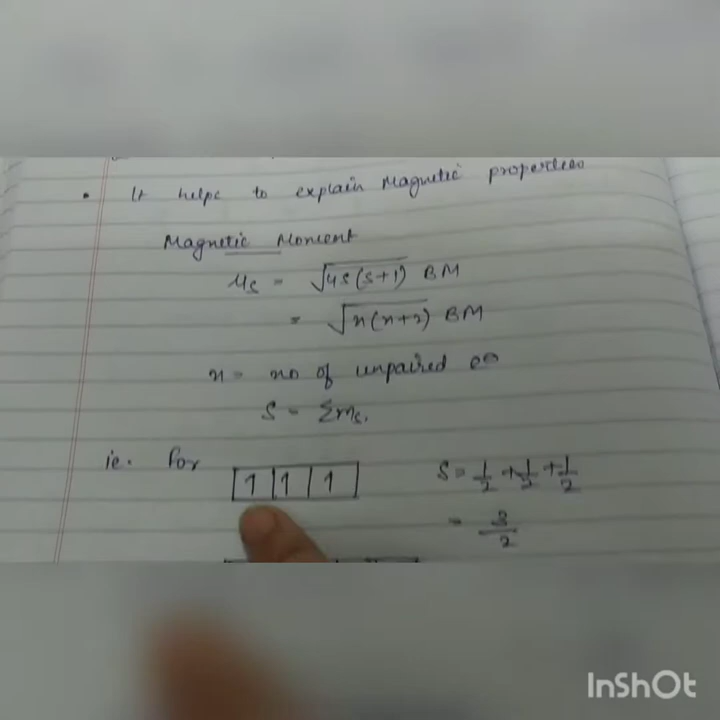 • It helps to explain Magnetic properties
Magnetic Moment
μs = √4s(s+1) BM
= √n(n+2) BM
n = no of unpaired es
S = Σms.
ie. for
1 1 1
S = 1/2 + 1/2 + 1/2
= 3/2
InShOt